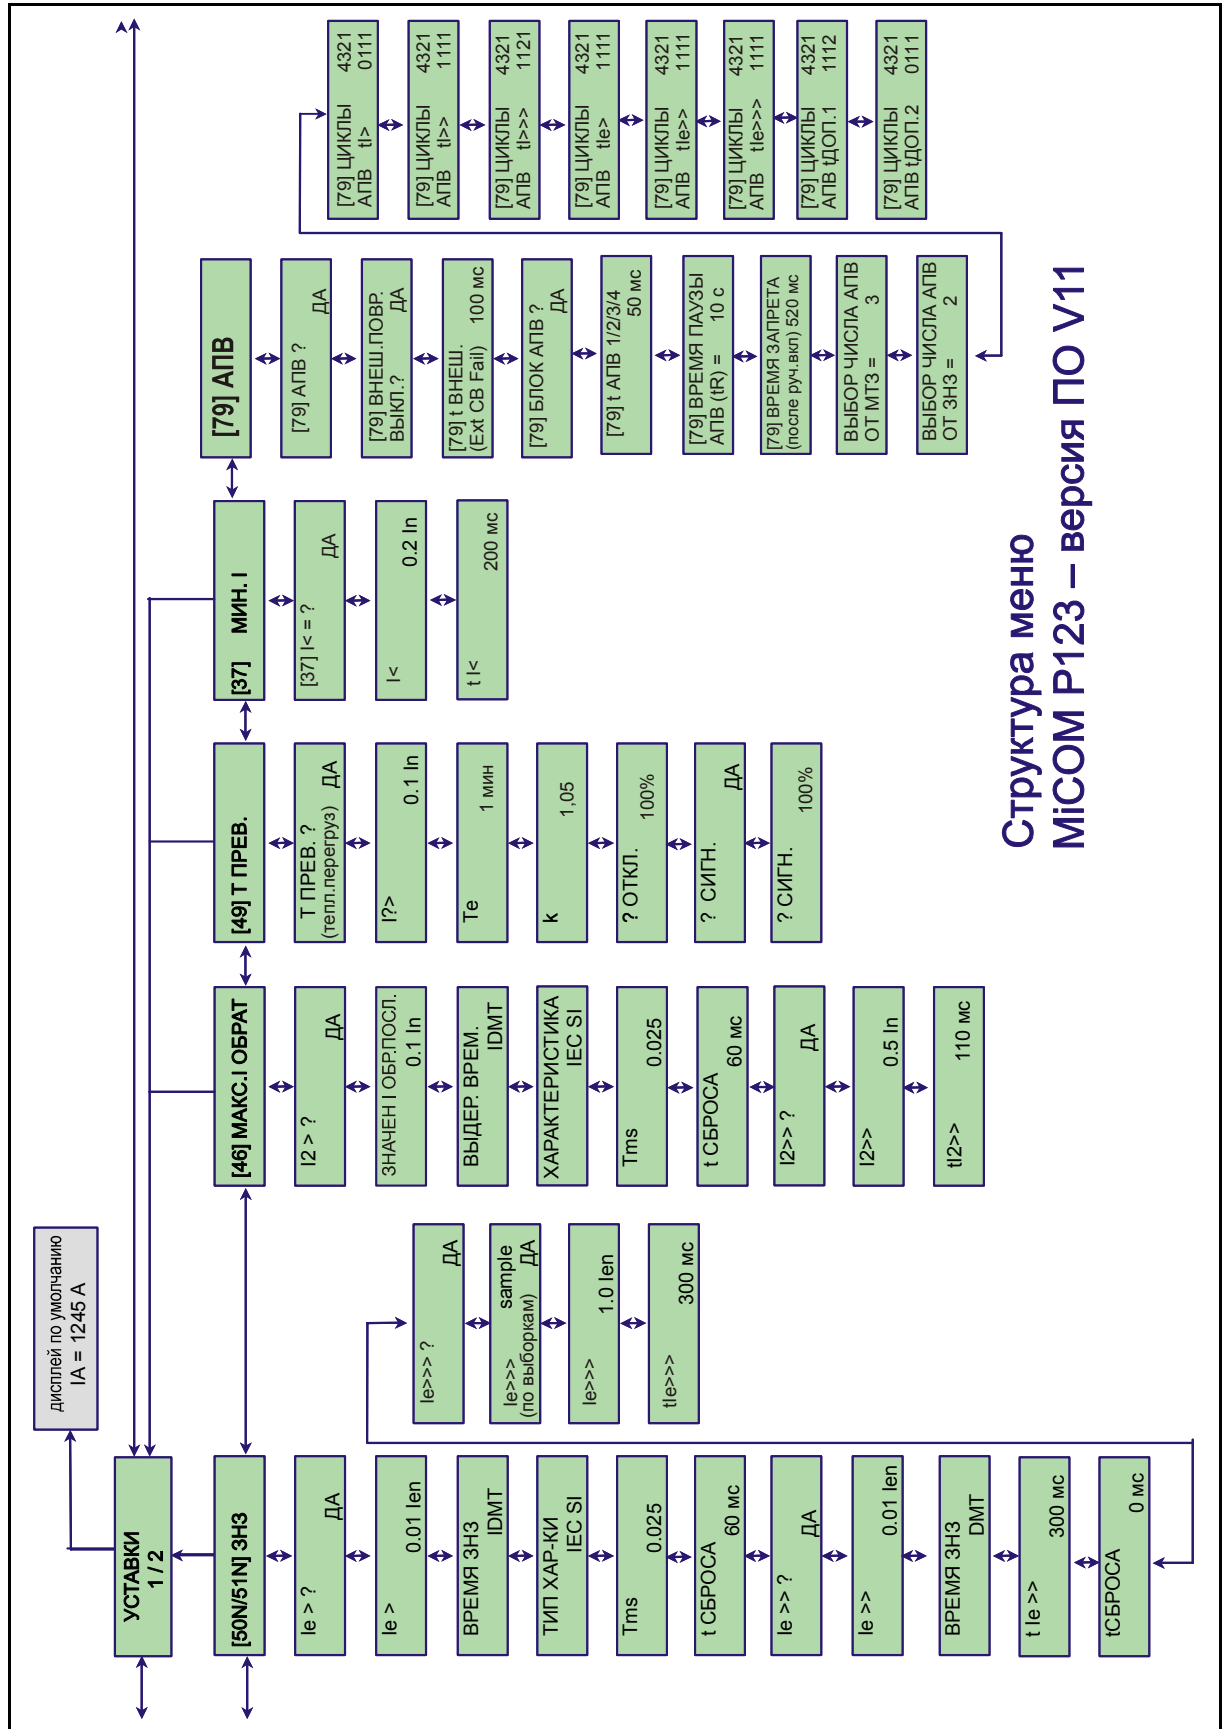 дисплей по умолчанию
IA = 1245 А
УСТАВКИ
1 / 2
[50N/51N] ЗНЗ
Ie > ?
ДА
Ie >
0.01 Ien
ВРЕМЯ ЗНЗ
IDMT
ТИП ХАР-КИ
IEC SI
Tms
0.025
t СБРОСА
60 мс
Ie >> ?
ДА
Ie >>
0.01 Ien
ВРЕМЯ ЗНЗ
DMT
t Ie >>
300 мс
tСБРОСА
0 мс
Ie>>> ?
ДА
Ie>>> sample
(по выборкам) ДА
Ie>>>
1.0 Ien
tIe>>>
300 мс
[46] МАКС.I ОБРАТ
I2 > ?
ДА
ЗНАЧЕН I ОБР.ПОСЛ.
0.1 In
ВЫДЕР. ВРЕМ.
IDMT
ХАРАКТЕРИСТИКА
IEC SI
Tms
0.025
t СБРОСА
60 мс
I2>> ?
ДА
I2>>
0.5 In
tI2>>
110 мс
[49] Т ПРЕВ.
Т ПРЕВ. ?
(тепл.перегруз) ДА
I?>
0.1 In
Te
1 мин
k
1,05
? ОТКЛ.
100%
? СИГН.
ДА
? СИГН.
100%
[37] МИН. I
[37] I< = ?
ДА
I<
0.2 In
t I<
200 мс
[79] АПВ
[79] АПВ ?
ДА
[79] ВНЕШ.ПОВР.
ВЫКЛ.? ДА
[79] t ВНЕШ.
(Ext CB Fail) 100 мс
[79] БЛОК АПВ ?
ДА
[79] t АПВ 1/2/3/4
50 мс
[79] ВРЕМЯ ПАУЗЫ
АПВ (tR) = 10 с
[79] ВРЕМЯ ЗАПРЕТА
(после руч.вкл) 520 мс
ВЫБОР ЧИСЛА АПВ
ОТ МТЗ = 3
ВЫБОР ЧИСЛА АПВ
ОТ ЗНЗ = 2
[79] ЦИКЛЫ 4321
АПВ tI> 0111
[79] ЦИКЛЫ 4321
АПВ tI>> 1111
[79] ЦИКЛЫ 4321
АПВ tI>>> 1121
[79] ЦИКЛЫ 4321
АПВ tIe> 1111
[79] ЦИКЛЫ 4321
АПВ tIe>> 1111
[79] ЦИКЛЫ 4321
АПВ tIe>>> 1111
[79] ЦИКЛЫ 4321
АПВ tДОП.1 1112
[79] ЦИКЛЫ 4321
АПВ tДОП.2 0111
Структура меню
MiCOM P123 – версия ПО V11